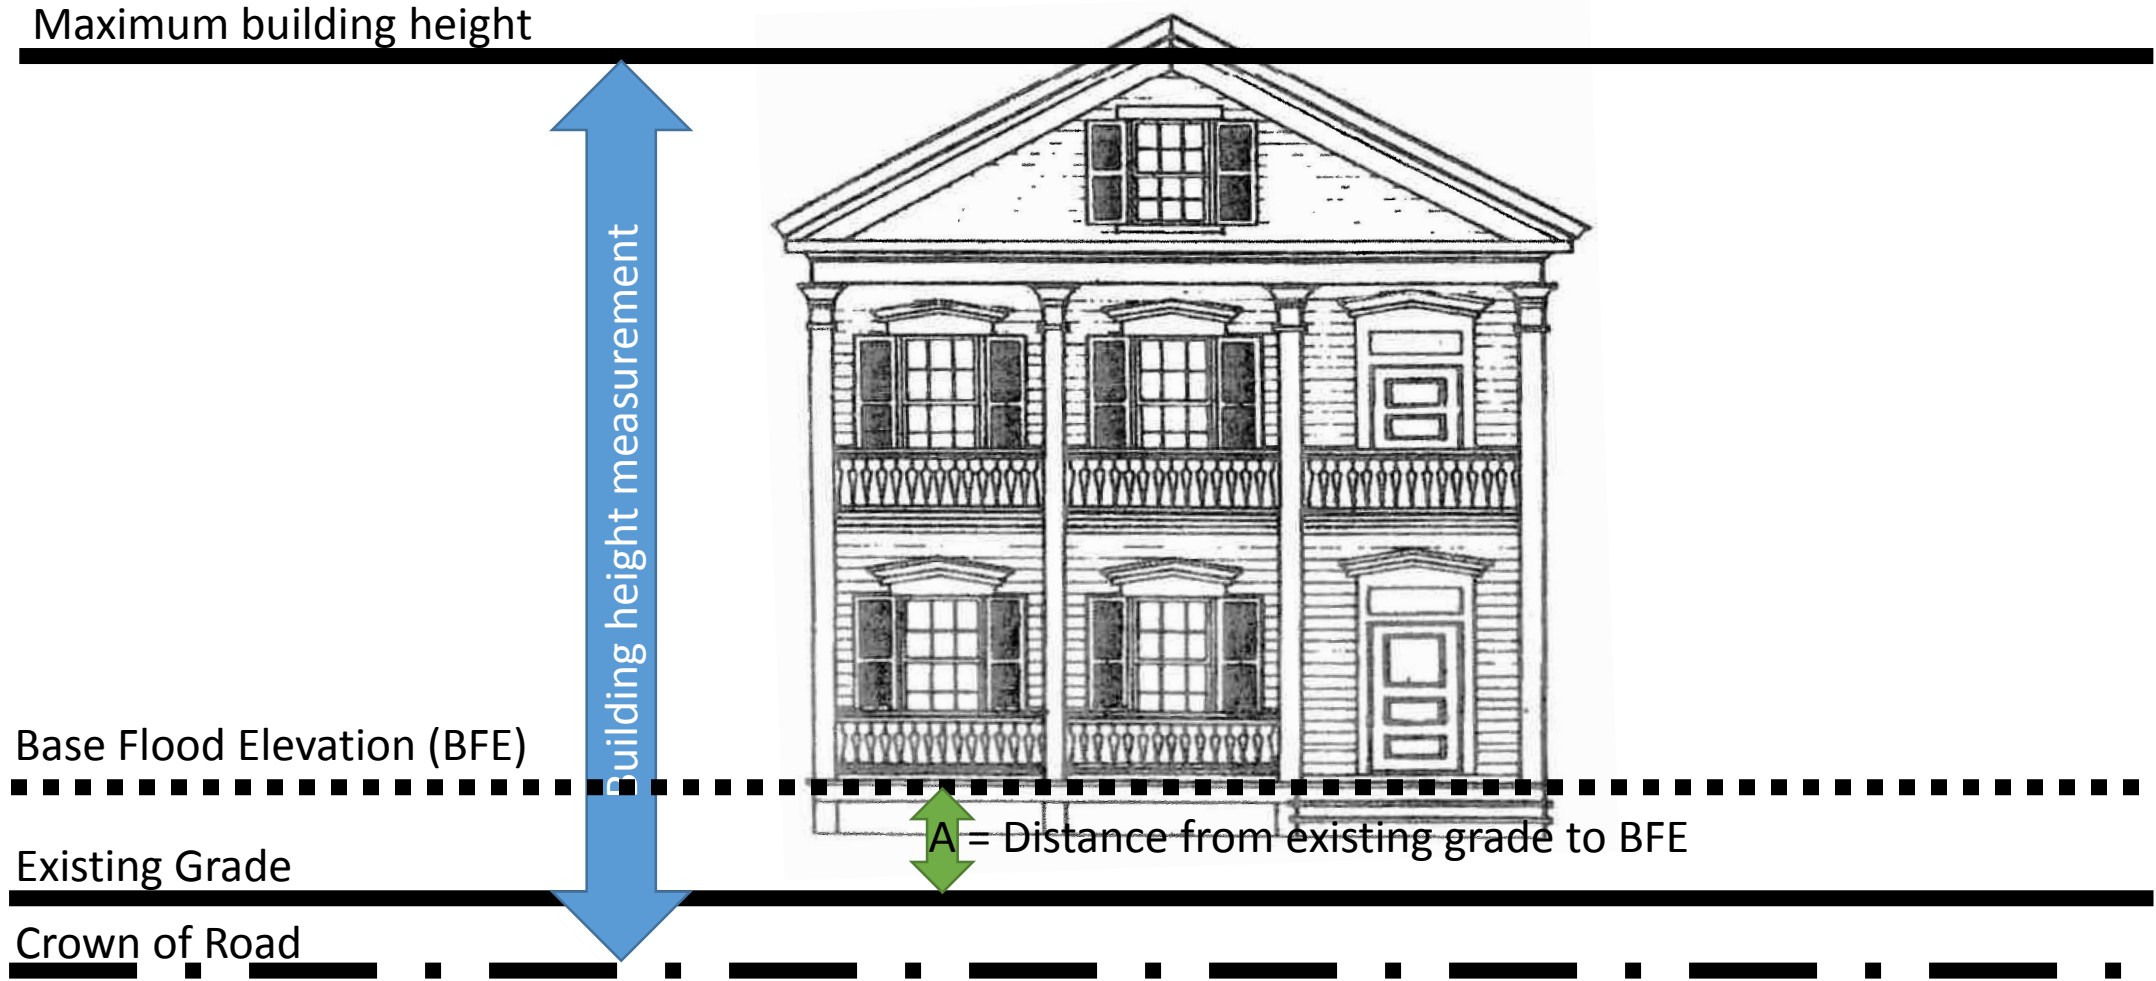 Maximum building height
Building height measurement
Base Flood Elevation (BFE)
A = Distance from existing grade to BFE
Existing Grade
Crown of Road